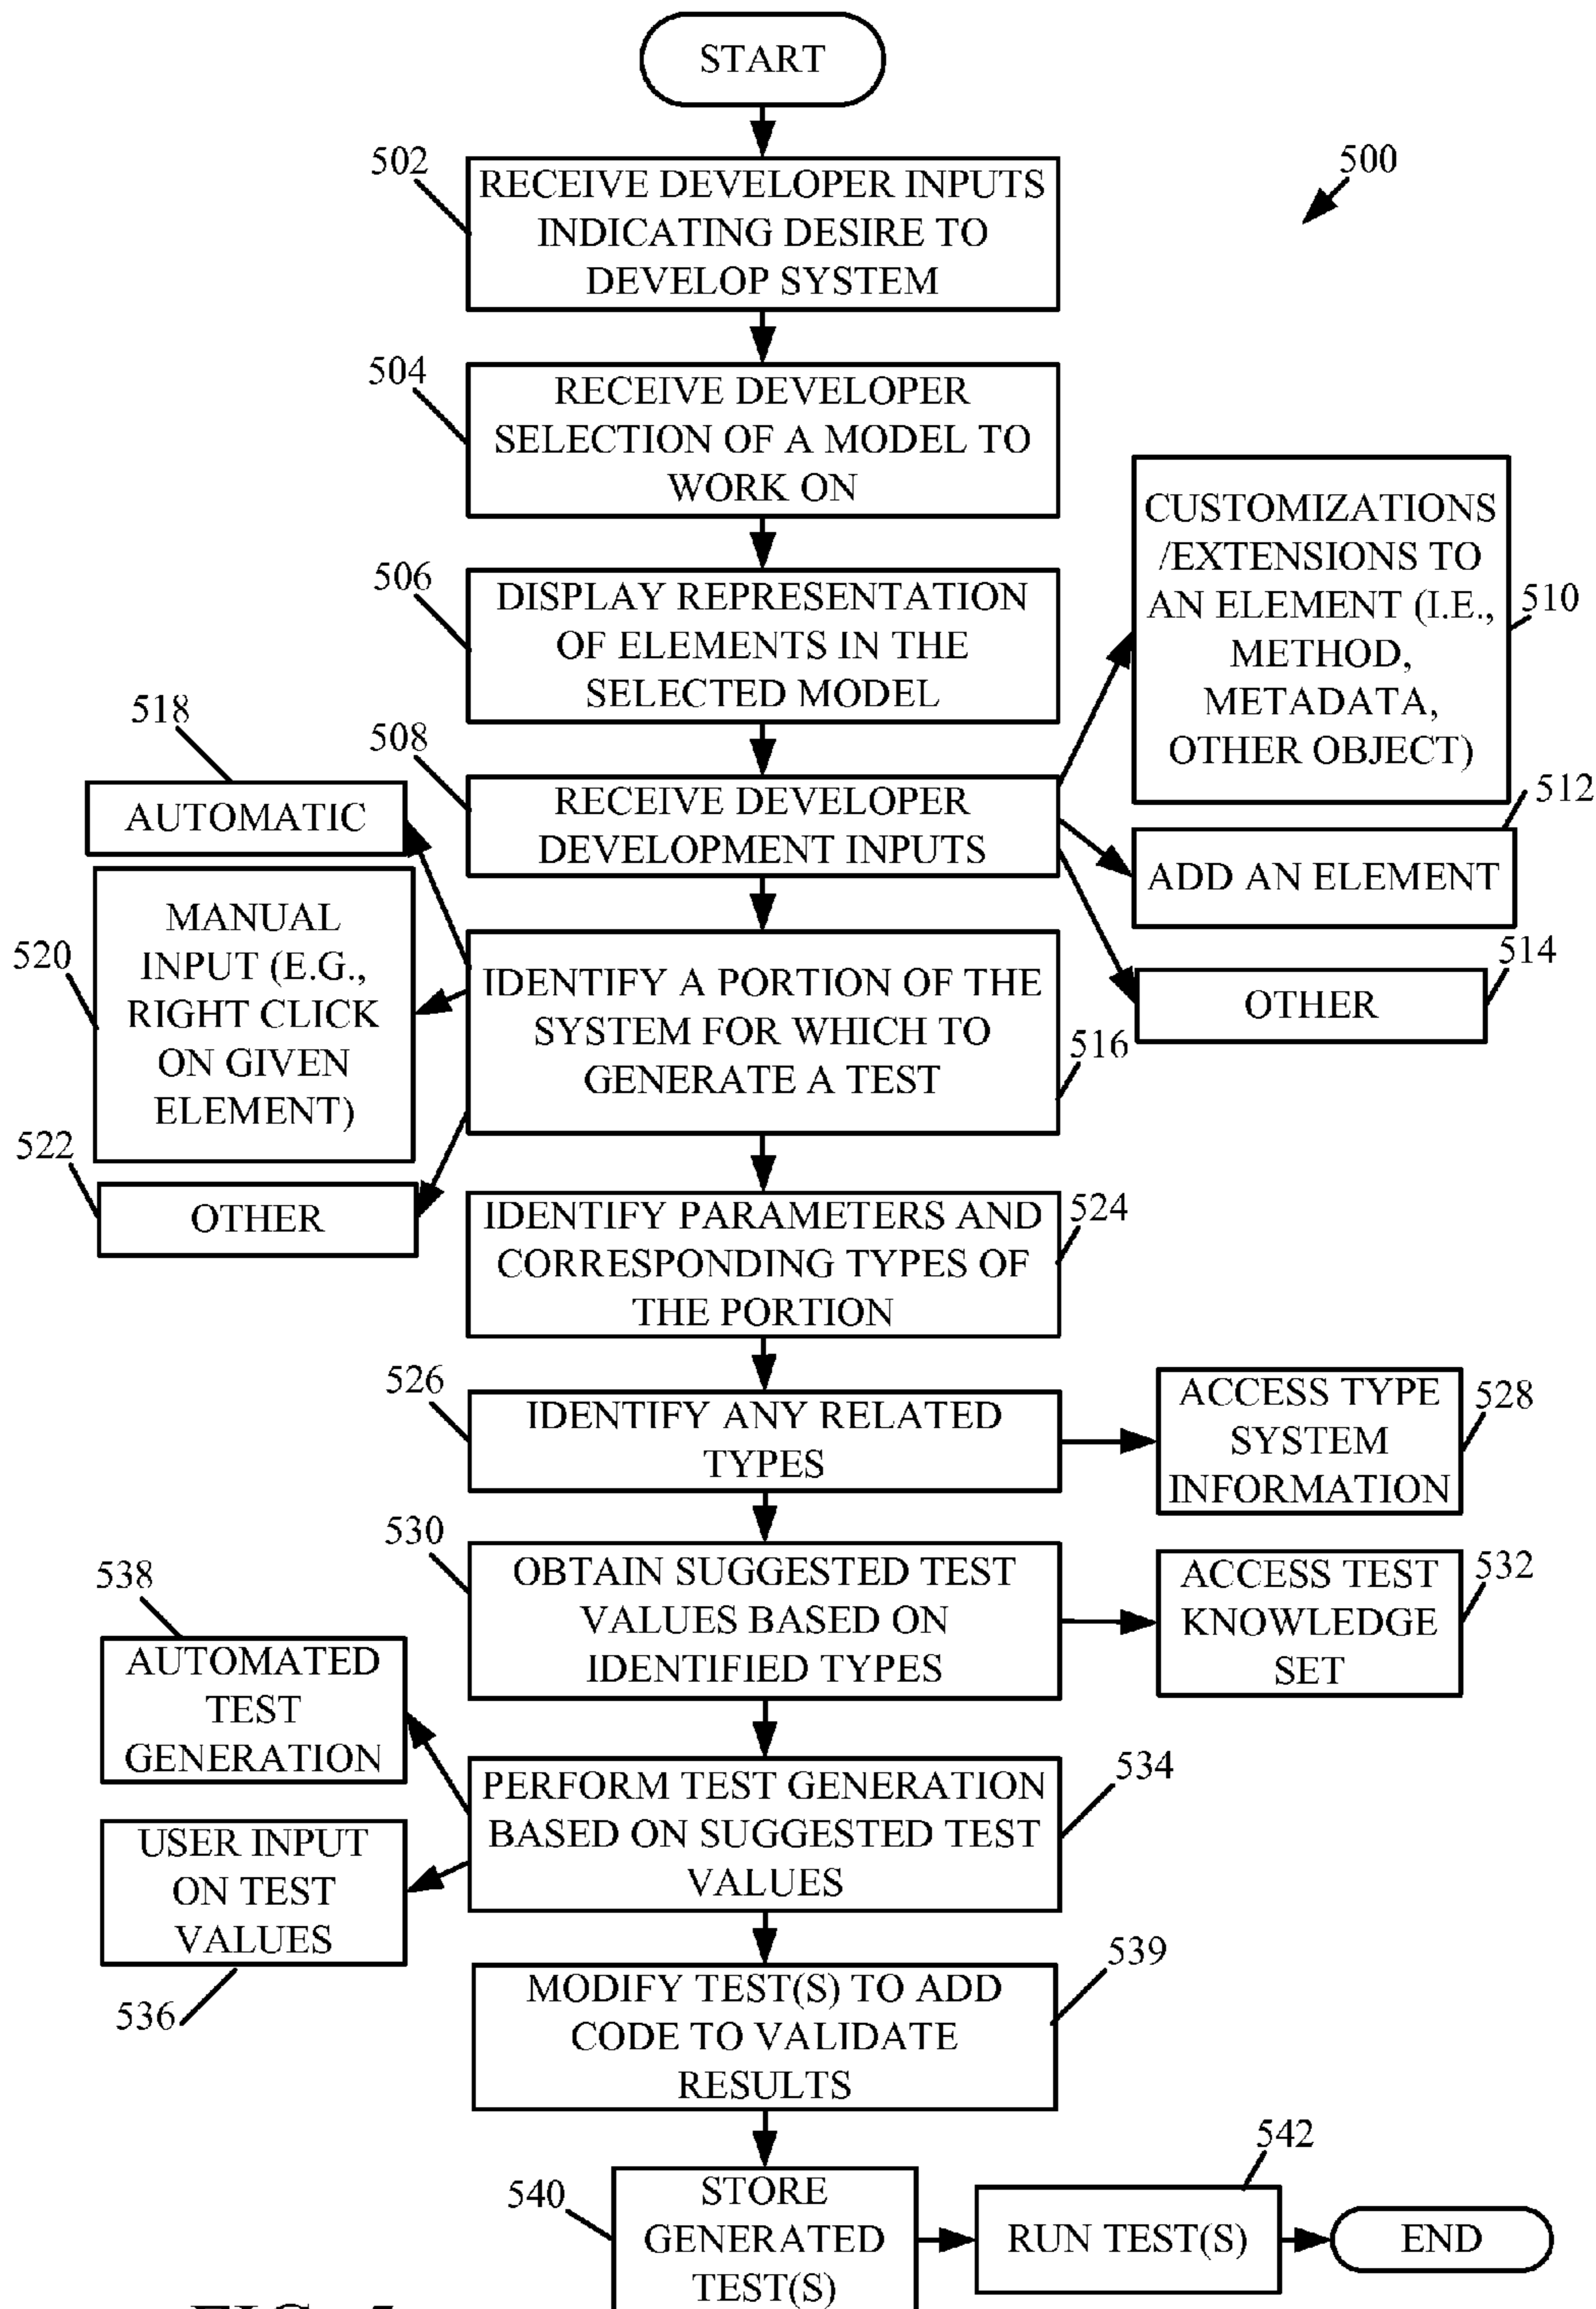 START
500
502
RECEIVE DEVELOPER INPUTS
INDICATING DESIRE TO
DEVELOP SYSTEM
504
RECEIVE DEVELOPER
SELECTION OF A MODEL TO
WORK ON
506
DISPLAY REPRESENTATION
OF ELEMENTS IN THE
SELECTED MODEL
CUSTOMIZATIONS
/EXTENSIONS TO
AN ELEMENT (I.E.,
METHOD,
METADATA,
OTHER OBJECT)
510
508
RECEIVE DEVELOPER
DEVELOPMENT INPUTS
512
ADD AN ELEMENT
514
OTHER
518
AUTOMATIC
520
MANUAL
INPUT (E.G.,
RIGHT CLICK
ON GIVEN
ELEMENT)
IDENTIFY A PORTION OF THE
SYSTEM FOR WHICH TO
GENERATE A TEST
516
522
OTHER
IDENTIFY PARAMETERS AND
CORRESPONDING TYPES OF
THE PORTION
524
526
IDENTIFY ANY RELATED
TYPES
ACCESS TYPE
SYSTEM
INFORMATION
528
530
OBTAIN SUGGESTED TEST
VALUES BASED ON
IDENTIFIED TYPES
ACCESS TEST
KNOWLEDGE
SET
532
538
AUTOMATED
TEST
GENERATION
PERFORM TEST GENERATION
BASED ON SUGGESTED TEST
VALUES
534
USER INPUT
ON TEST
VALUES
536
539
MODIFY TEST(S) TO ADD
CODE TO VALIDATE
RESULTS
540
STORE
GENERATED
TEST(S)
542
RUN TEST(S)
END